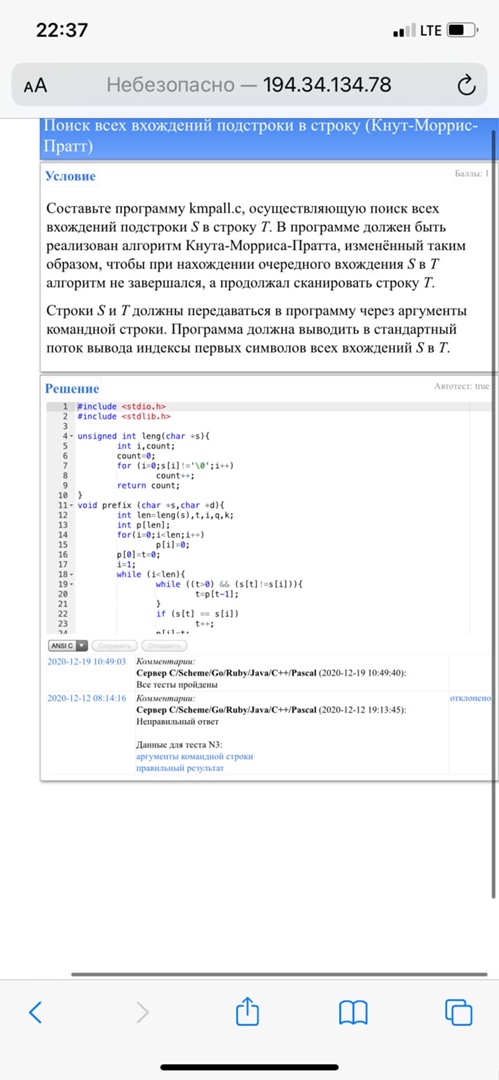 22:37
LTE
AA Небезопасно — 194.34.134.78
Поиск всех вхождений подстроки в строку (Кнут-Моррис-
Пратт)
Условие
Баллы: 1
Составьте программу kmpall.c, осуществляющую поиск всех
вхождений подстроки S в строку T. В программе должен быть
реализован алгоритм Кнута-Морриса-Пратта, изменённый таким
образом, чтобы при нахождении очередного вхождения S в T
алгоритм не завершался, а продолжал сканировать строку T.
Строки S и T должны передаваться в программу через аргументы
командной строки. Программа должна выводить в стандартный
поток вывода индексы первых символов всех вхождений S в T.
Решение
Автотест: true
1 #include <stdio.h>
2 #include <stdlib.h>
3
4 unsigned int leng(char *s){
5 int i,count;
6 count=0;
7 for (i=0;s[i]!='\0';i++)
8 count++;
9 return count;
10 }
11 void prefix (char *s,char *d){
12 int len=leng(s),t,i,q,k;
13 int p[len];
14 for(i=0;i<len;i++)
15 p[i]=0;
16 p[0]=t=0;
17 i=1;
18 while (i<len){
19 while ((t>0) && (s[t]!=s[i])){
20 t=p[t-1];
21 }
22 if (s[t] == s[i])
23 t++;
24 p[i]=t;
ANSI C
Сохранить
Отправить
2020-12-19 10:49:03
Комментарии:
Сервер C/Scheme/Go/Ruby/Java/C++/Pascal (2020-12-19 10:49:40):
Все тесты пройдены
2020-12-12 08:14:16
Комментарии:
отклонено
Сервер C/Scheme/Go/Ruby/Java/C++/Pascal (2020-12-12 19:13:45):
Неправильный ответ
Данные для теста N3:
аргументы командной строки
правильный результат